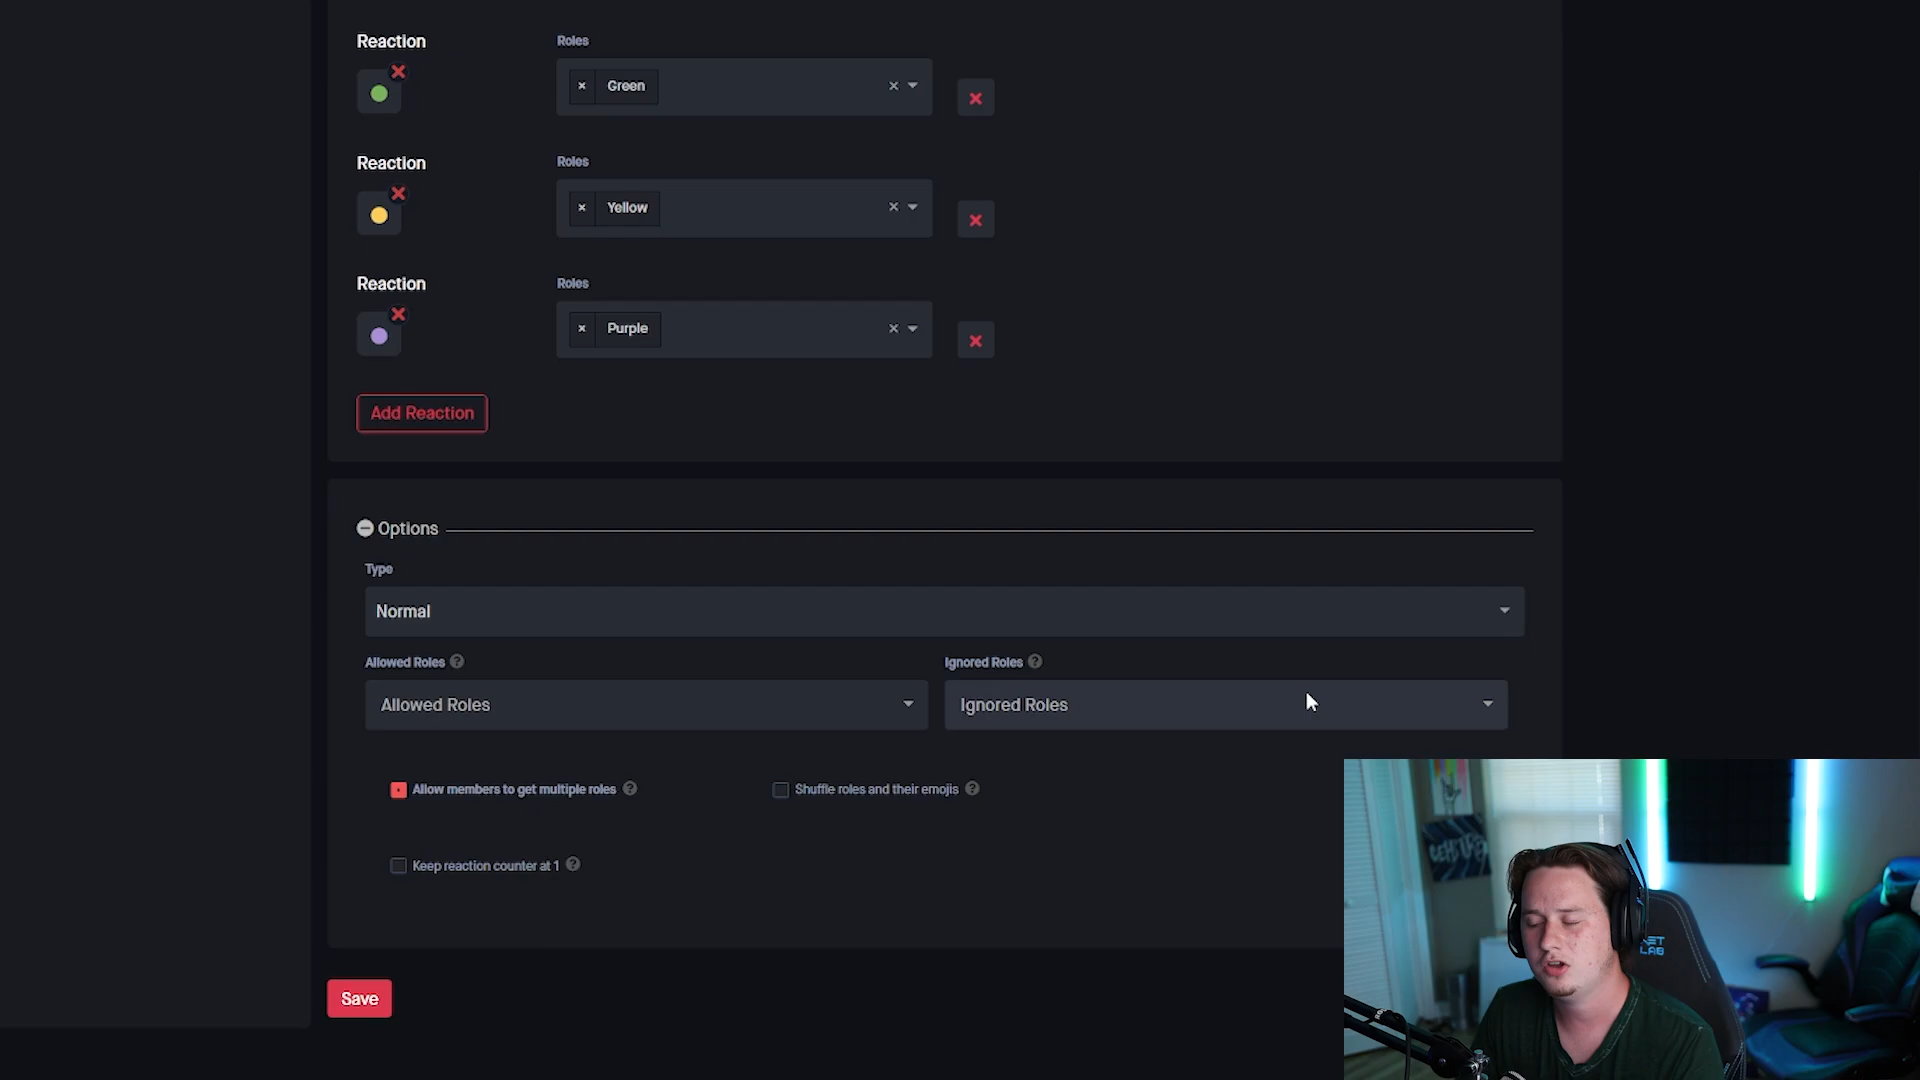 Reaction
Roles
Green
Reaction
Roles
Yellow
Reaction
Roles
Purple
Add Reaction
Options
Type
Normal
Allowed Roles
Ignored Roles
Allowed Roles
Ignored Roles
Allow members to get multiple roles
Shuffle roles and their emojis
Keep reaction counter at 1
Save
LAB